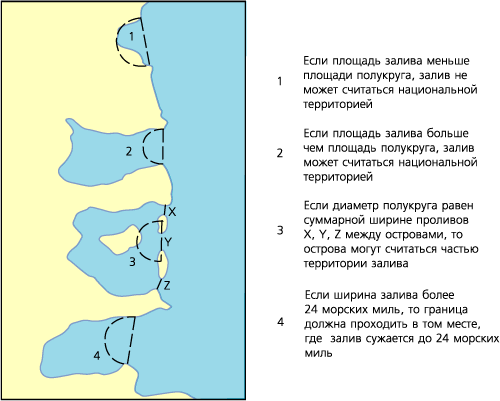 1
Если площадь залива меньше
площади полукруга, залив не
может считаться национальной
территорией
1
2
Если площадь залива больше
чем площадь полукруга, залив
может считаться национальной
территорией
2
X
Y
3
Z
Если диаметр полукруга равен
суммарной ширине проливов
X, Y, Z между островами, то
острова могут считаться частью
территории залива
3
4
Если ширина залива более
24 морских миль, то граница
должна проходить в том месте,
где залив сужается до 24 морских
миль
4